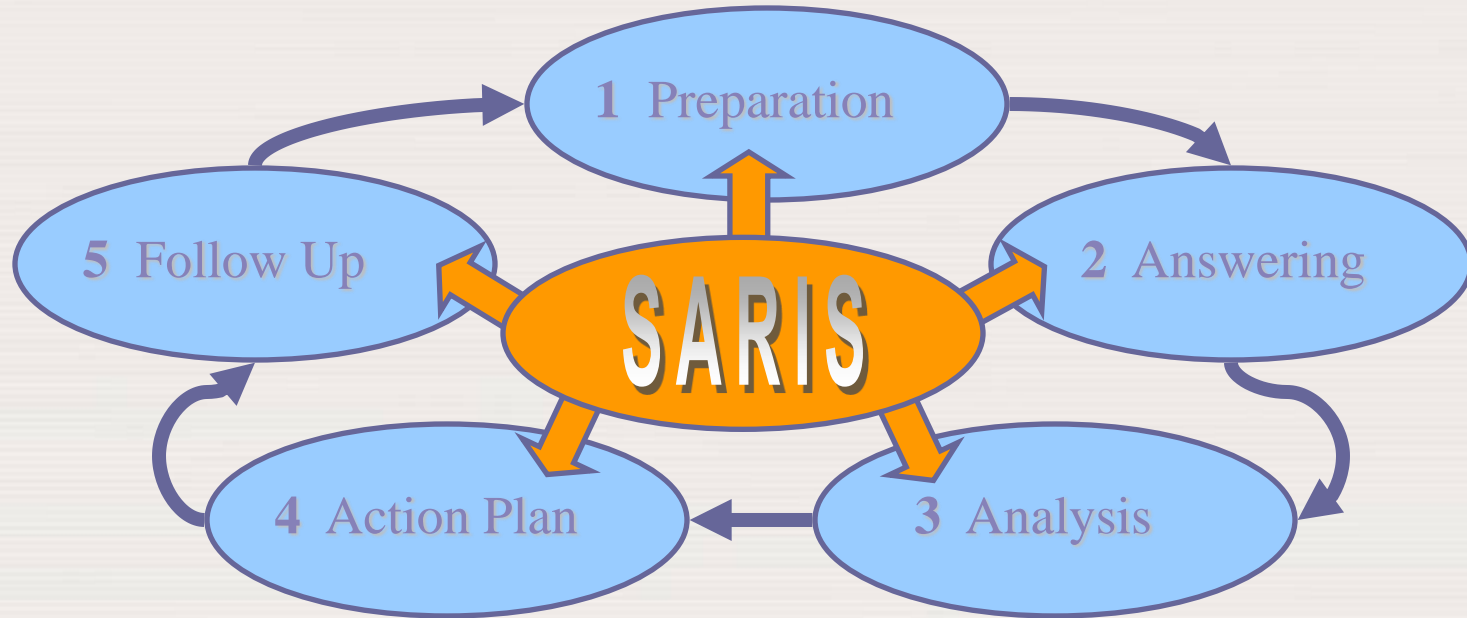 1 Preparation
5 Follow Up
2 Answering
SARIS
4 Action Plan
3 Analysis